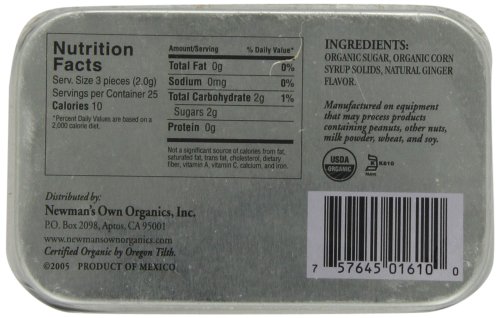 Nutrition
Facts
Serv. Size 3 pieces (2.0g)
Servings per Container 25
Calories 10
*Percent Daily Values are based on a
2,000 calorie diet.
Amount/Serving % Daily Value*
Total Fat 0g 0%
Sodium 0mg 0%
Total Carbohydrate 2g 1%
Sugars 2g
Protein 0g
Not a significant source of calories from fat,
saturated fat, trans fat, cholesterol, dietary
fiber, vitamin A, vitamin C, calcium, and iron.
INGREDIENTS:
ORGANIC SUGAR, ORGANIC CORN
SYRUP SOLIDS, NATURAL GINGER
FLAVOR.
Manufactured on equipment
that may process products
containing peanuts, other nuts,
milk powder, wheat, and soy.
USDA
ORGANIC
K
Distributed by:
Newman's Own Organics, Inc.
P.O. Box 2098, Aptos, CA 95001
www.newmansownorganics.com
Certified Organic by Oregon Tilth.
©2005 PRODUCT OF MEXICO
7 57645 01610 0